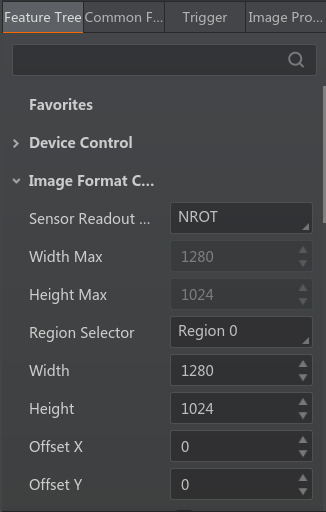 Feature Tree Common F... Trigger Image Pro...
Favorites
Device Control
Image Format C...
Sensor Readout ... NROT
Width Max 1280
Height Max 1024
Region Selector Region 0
Width 1280
Height 1024
Offset X 0
Offset Y 0